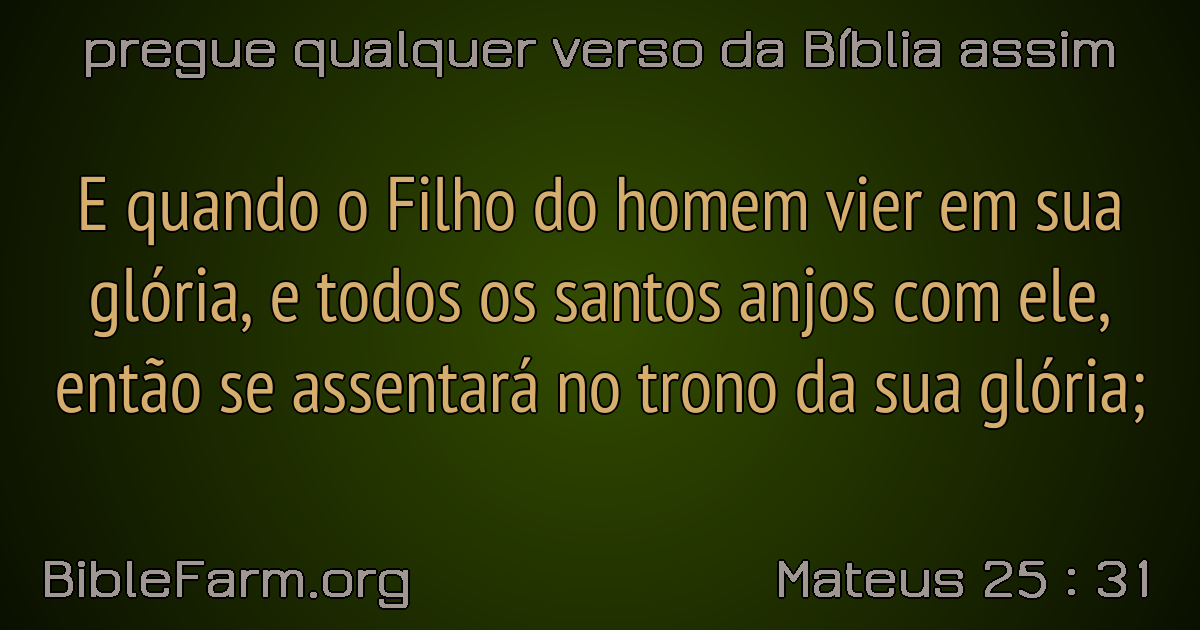 pregue qualquer verso da Bíblia assim
E quando o Filho do homem vier em sua
glória, e todos os santos anjos com ele,
então se assentará no trono da sua glória;
BibleFarm.org
Mateus 25 : 31